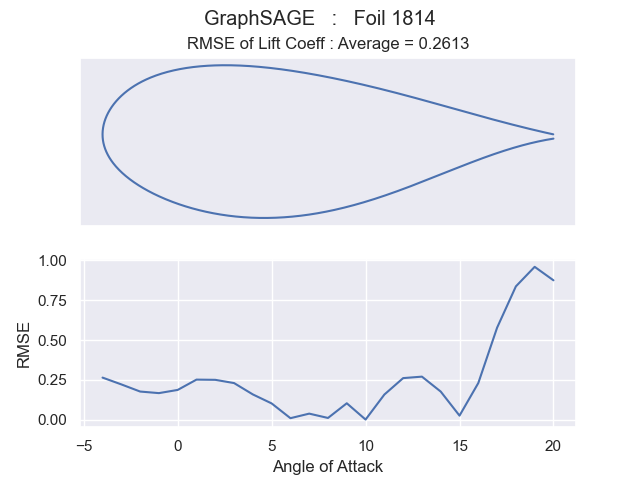 GraphSAGE : Foil 1814
RMSE of Lift Coeff : Average = 0.2613
1.00
0.75
0.50
0.25
0.00
RMSE
−5 0 5 10 15 20
Angle of Attack